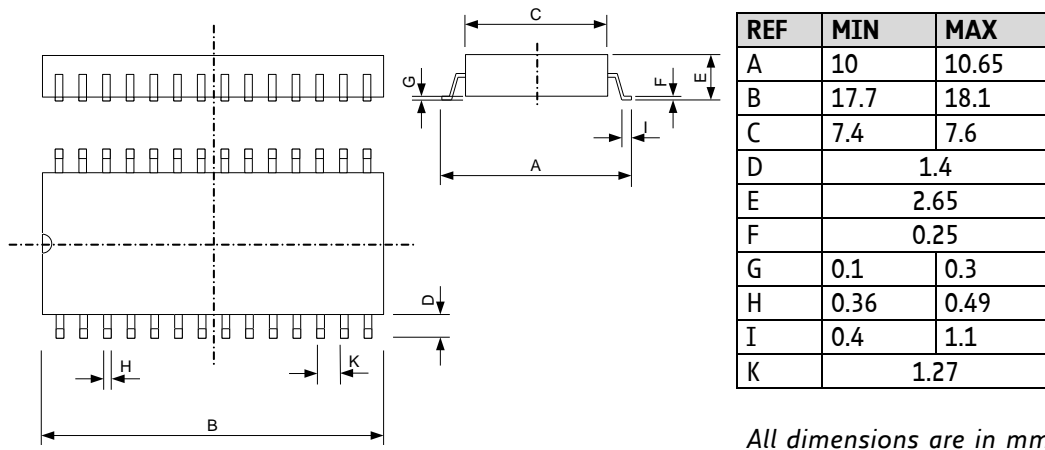 C
G
F
E
I
A
D
H
K
B
REF MIN MAX
A 10 10.65
B 17.7 18.1
C 7.4 7.6
D 1.4
E 2.65
F 0.25
G 0.1 0.3
H 0.36 0.49
I 0.4 1.1
K 1.27
All dimensions are in mm